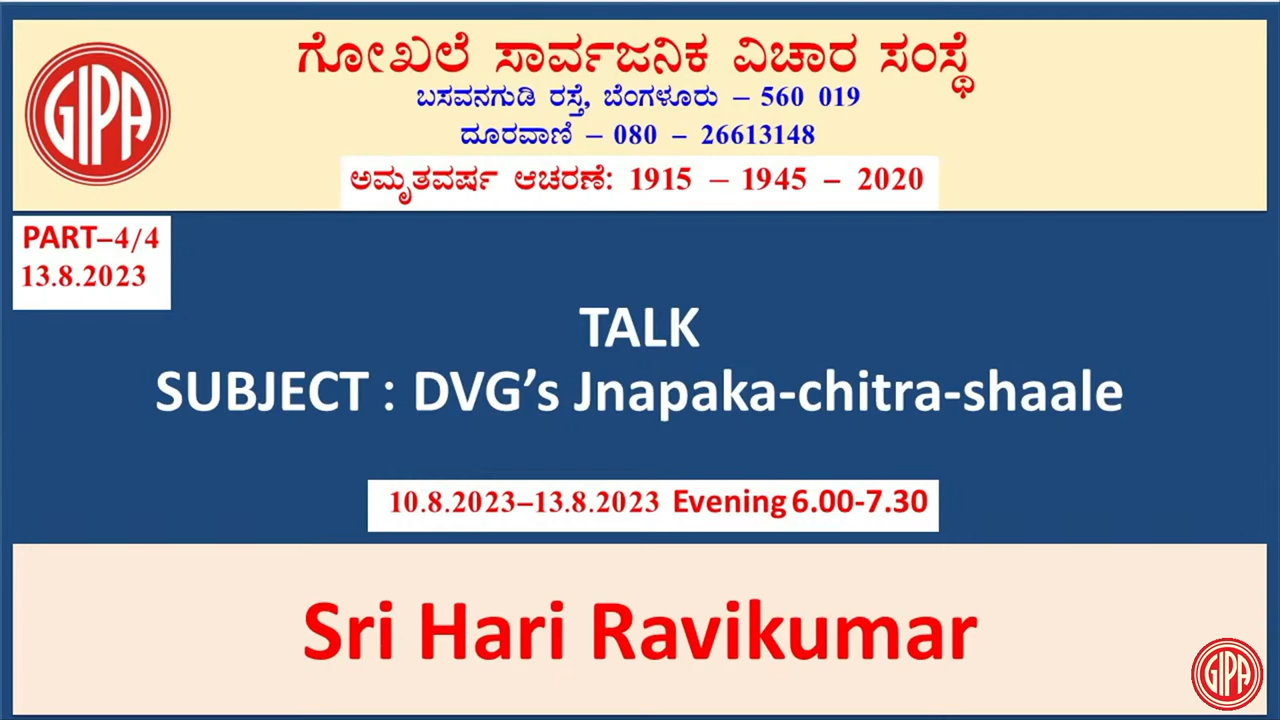 ಗೋಖಲೆ ಸಾರ್ವಜನಿಕ ವಿಚಾರ ಸಂಸ್ಥೆ
GIPA
ಬಸವನಗುಡಿ ರಸ್ತೆ, ಬೆಂಗಳೂರು – 560 019
ದೂರವಾಣಿ – 080 – 26613148
ಅಮೃತವರ್ಷ ಆಚರಣೆ: 1915 – 1945 – 2020
PART–4/4
13.8.2023
TALK
SUBJECT : DVG’s Jnapaka-chitra-shaale
10.8.2023–13.8.2023 Evening 6.00-7.30
Sri Hari Ravikumar
GIPA